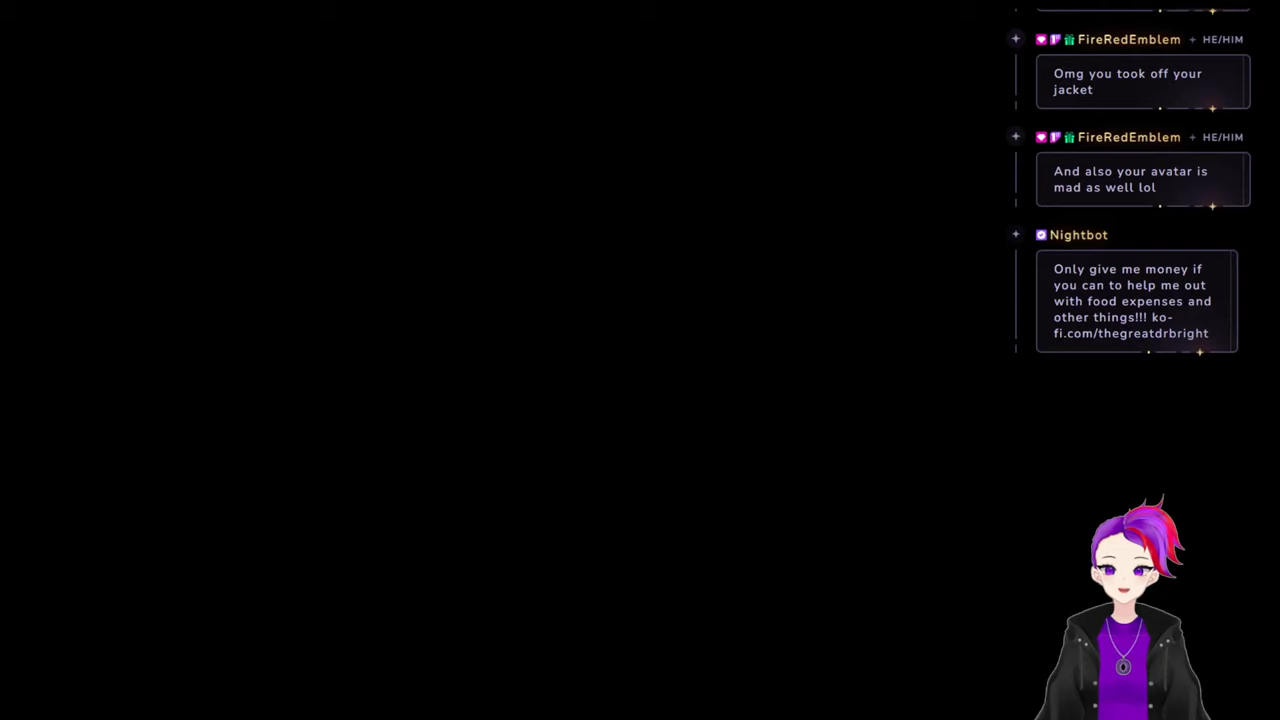 FireRedEmblem HE/HIM
Omg you took off your
jacket
FireRedEmblem HE/HIM
And also your avatar is
mad as well lol
Nightbot
Only give me money if
you can to help me out
with food expenses and
other things!!! ko-
fi.com/thegreatdrbright